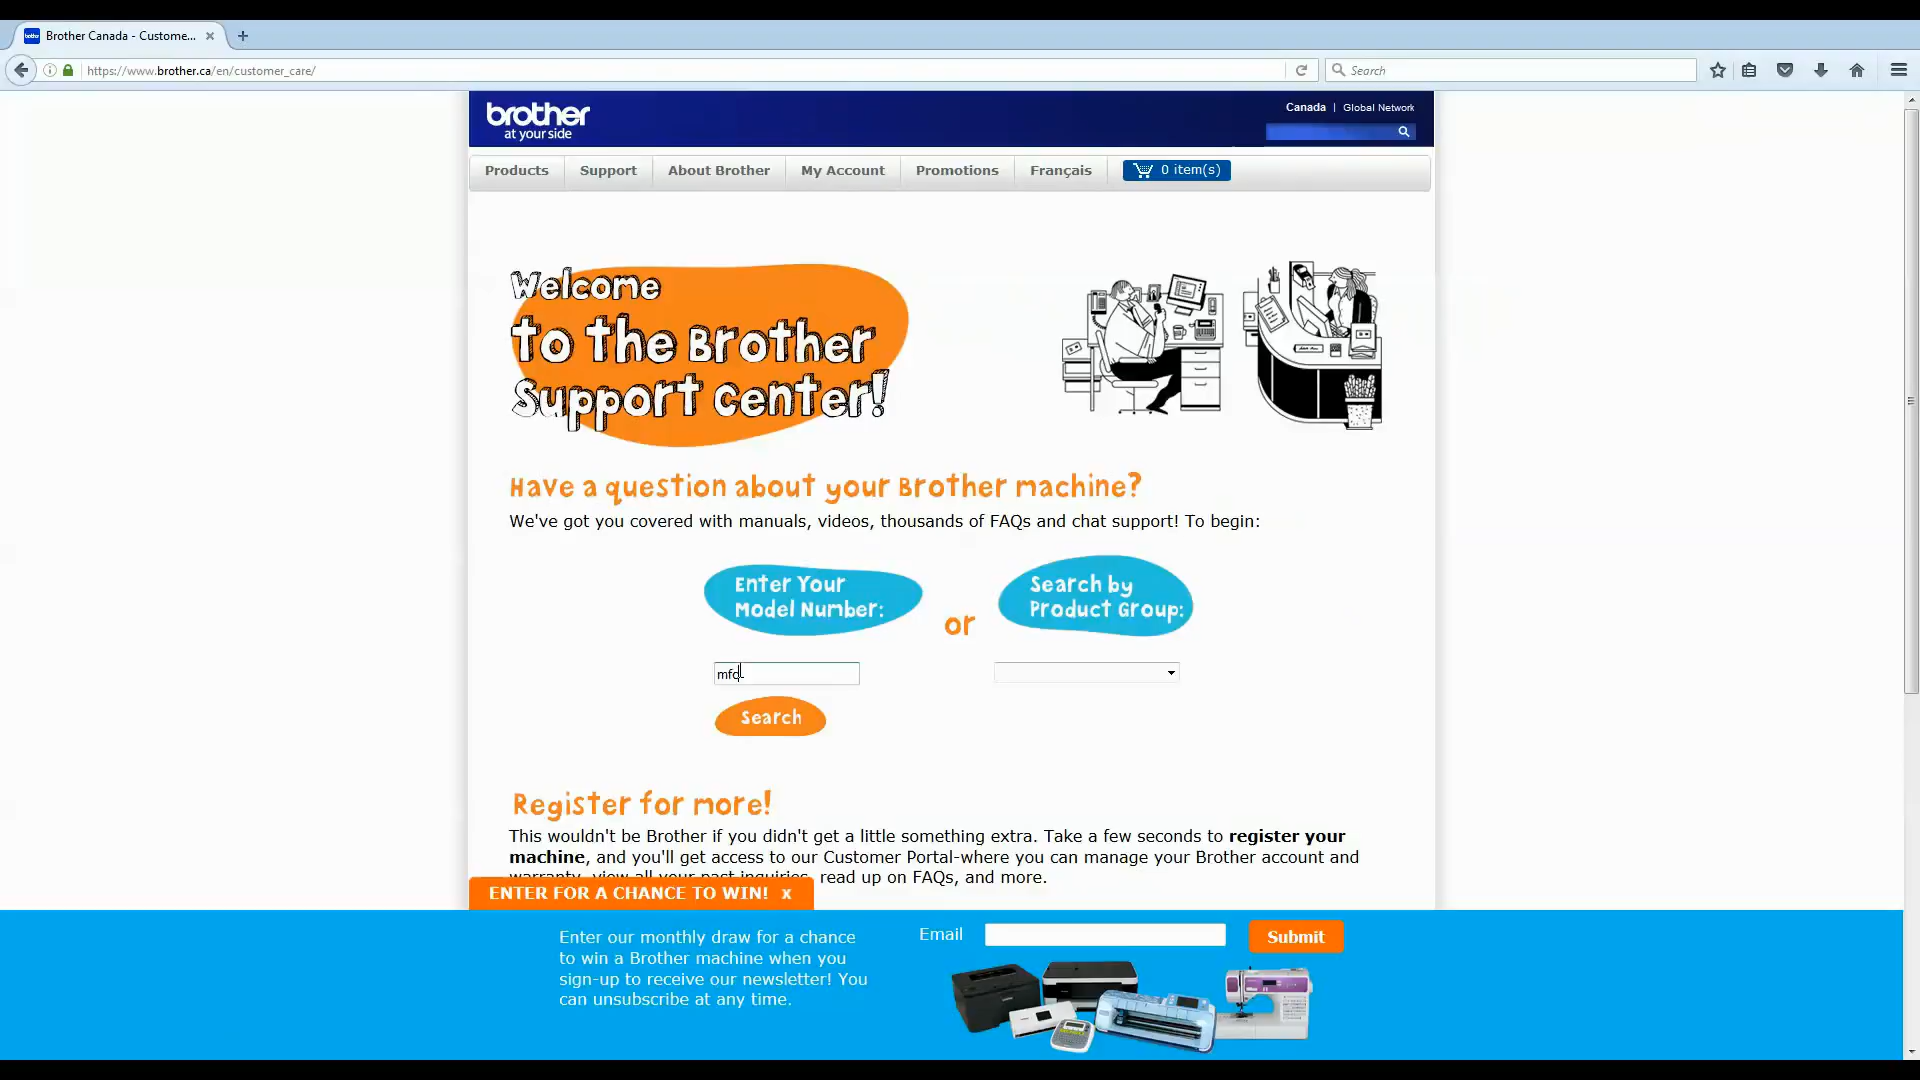 Brother Canada - Custome...
https://www.brother.ca/en/customer_care/
Search
brother
at your side
Canada | Global Network
Products
Support
About Brother
My Account
Promotions
Français
0 item(s)
Welcome
to the Brother
Support center!
Have a question about your Brother machine?
We've got you covered with manuals, videos, thousands of FAQs and chat support! To begin:
Enter Your
Model Number:
or
Search by
Product Group:
mfc
Search
Register for more!
This wouldn't be Brother if you didn't get a little something extra. Take a few seconds to register your
machine, and you'll get access to our Customer Portal-where you can manage your Brother account and
warranty, view all your past inquiries, read up on FAQs, and more.
ENTER FOR A CHANCE TO WIN! x
Enter our monthly draw for a chance
to win a Brother machine when you
sign-up to receive our newsletter! You
can unsubscribe at any time.
Email
Submit